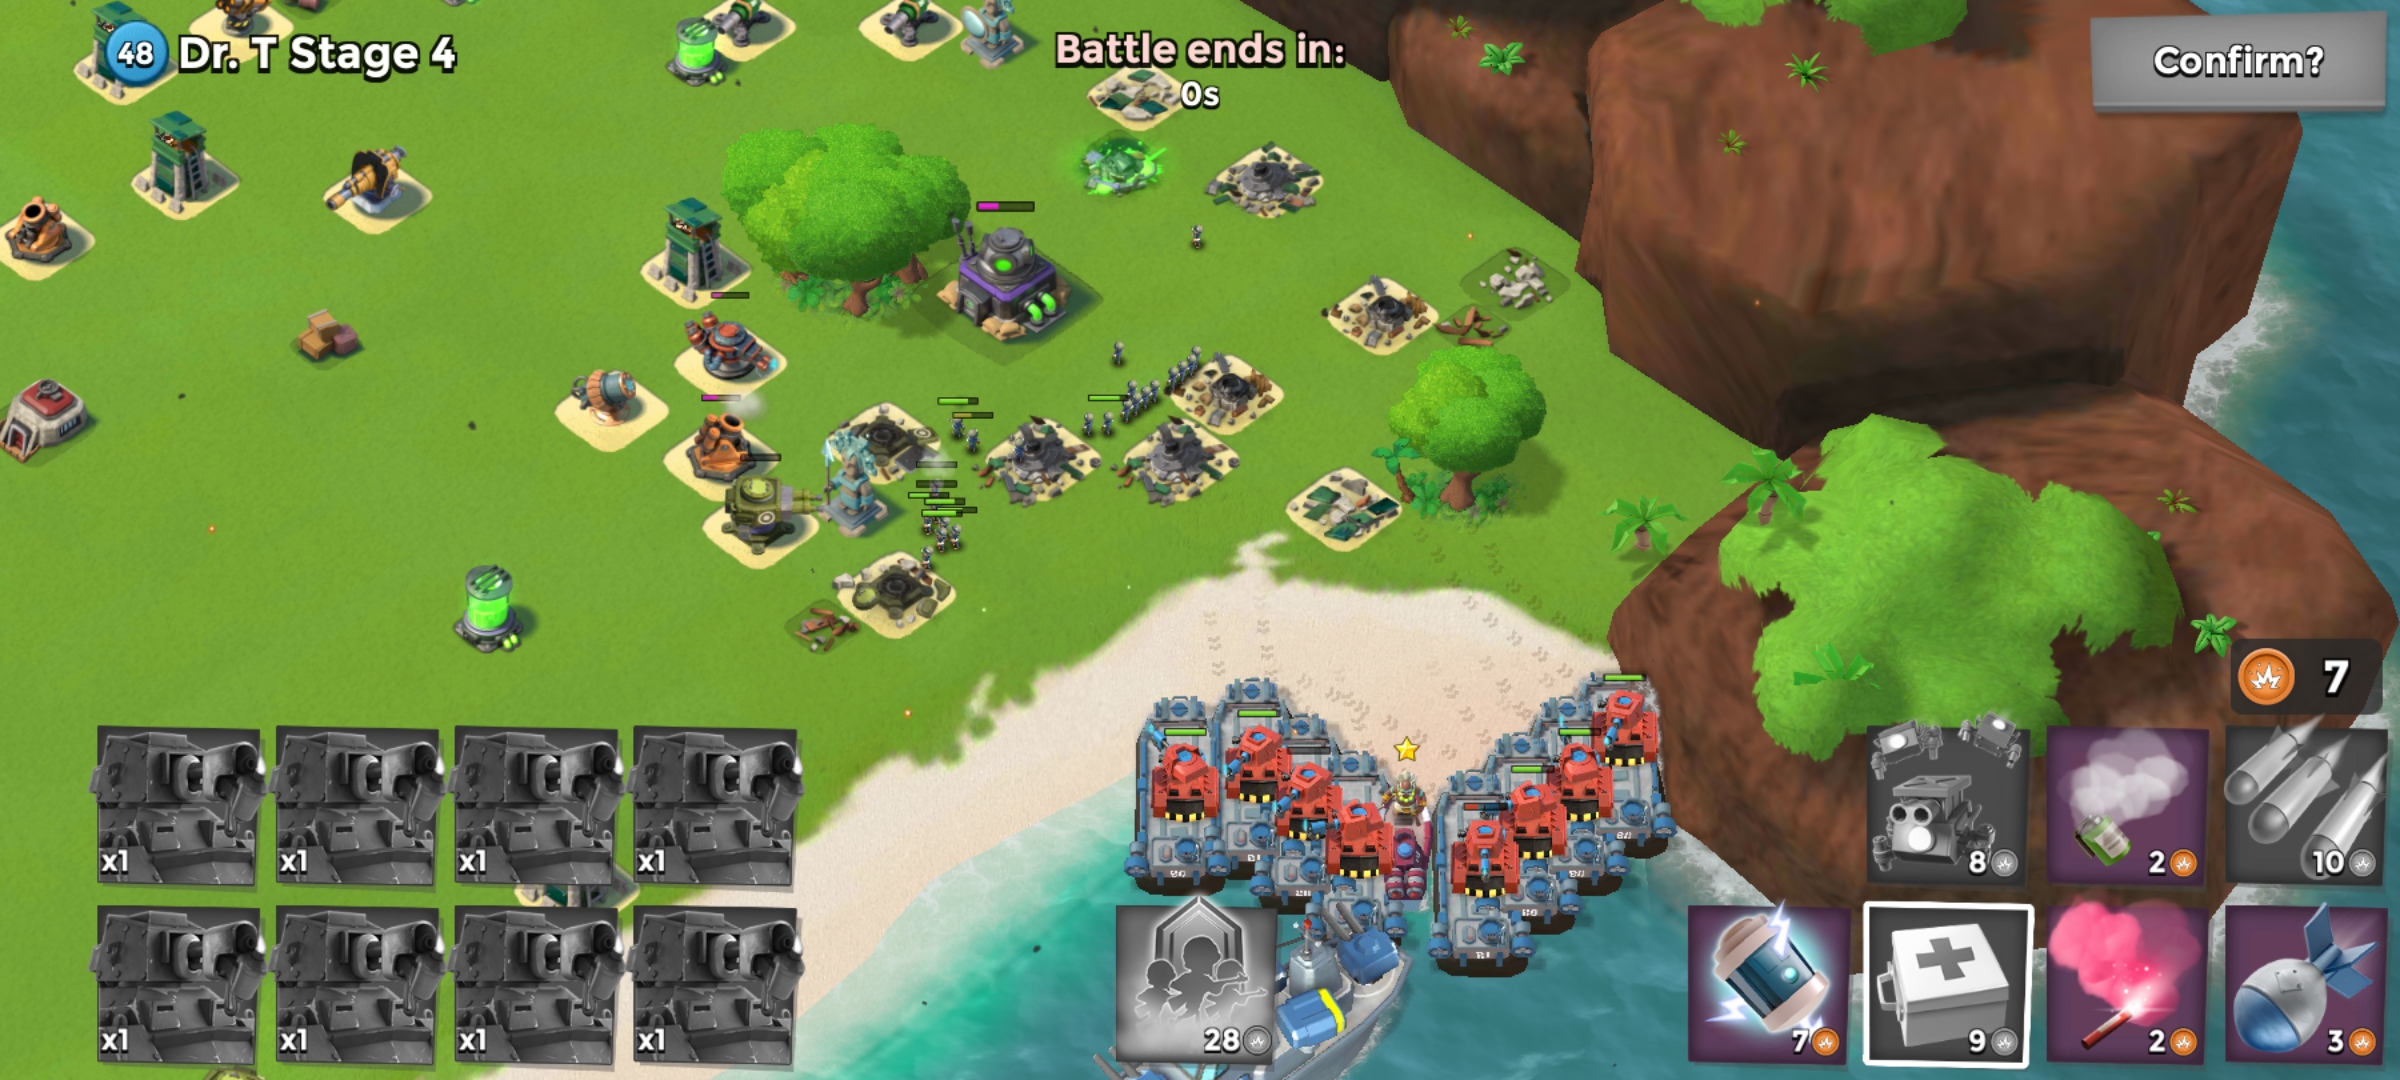 48 Dr. T Stage 4
Battle ends in:
0s
Confirm?
7
x1 x1 x1 x1
8 2 10
x1 x1 x1 x1
28 7 9 2 3